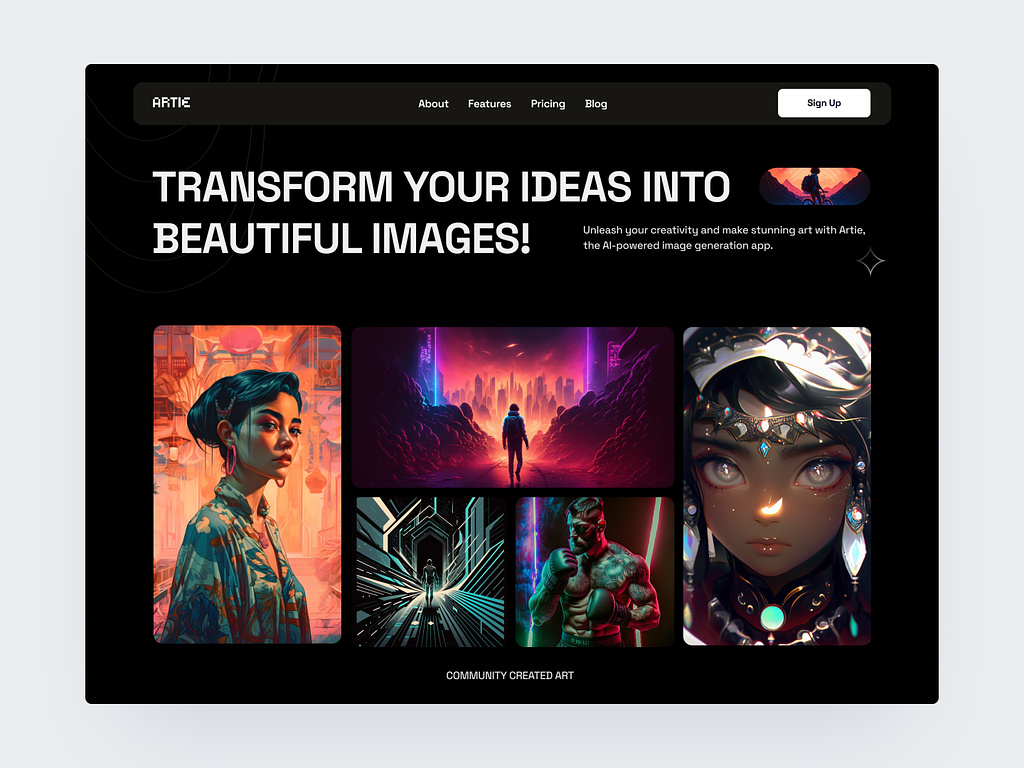 ARTIE
About
Features
Pricing
Blog
Sign Up
TRANSFORM YOUR IDEAS INTO
BEAUTIFUL IMAGES!
Unleash your creativity and make stunning art with Artie,
the AI-powered image generation app.
COMMUNITY CREATED ART